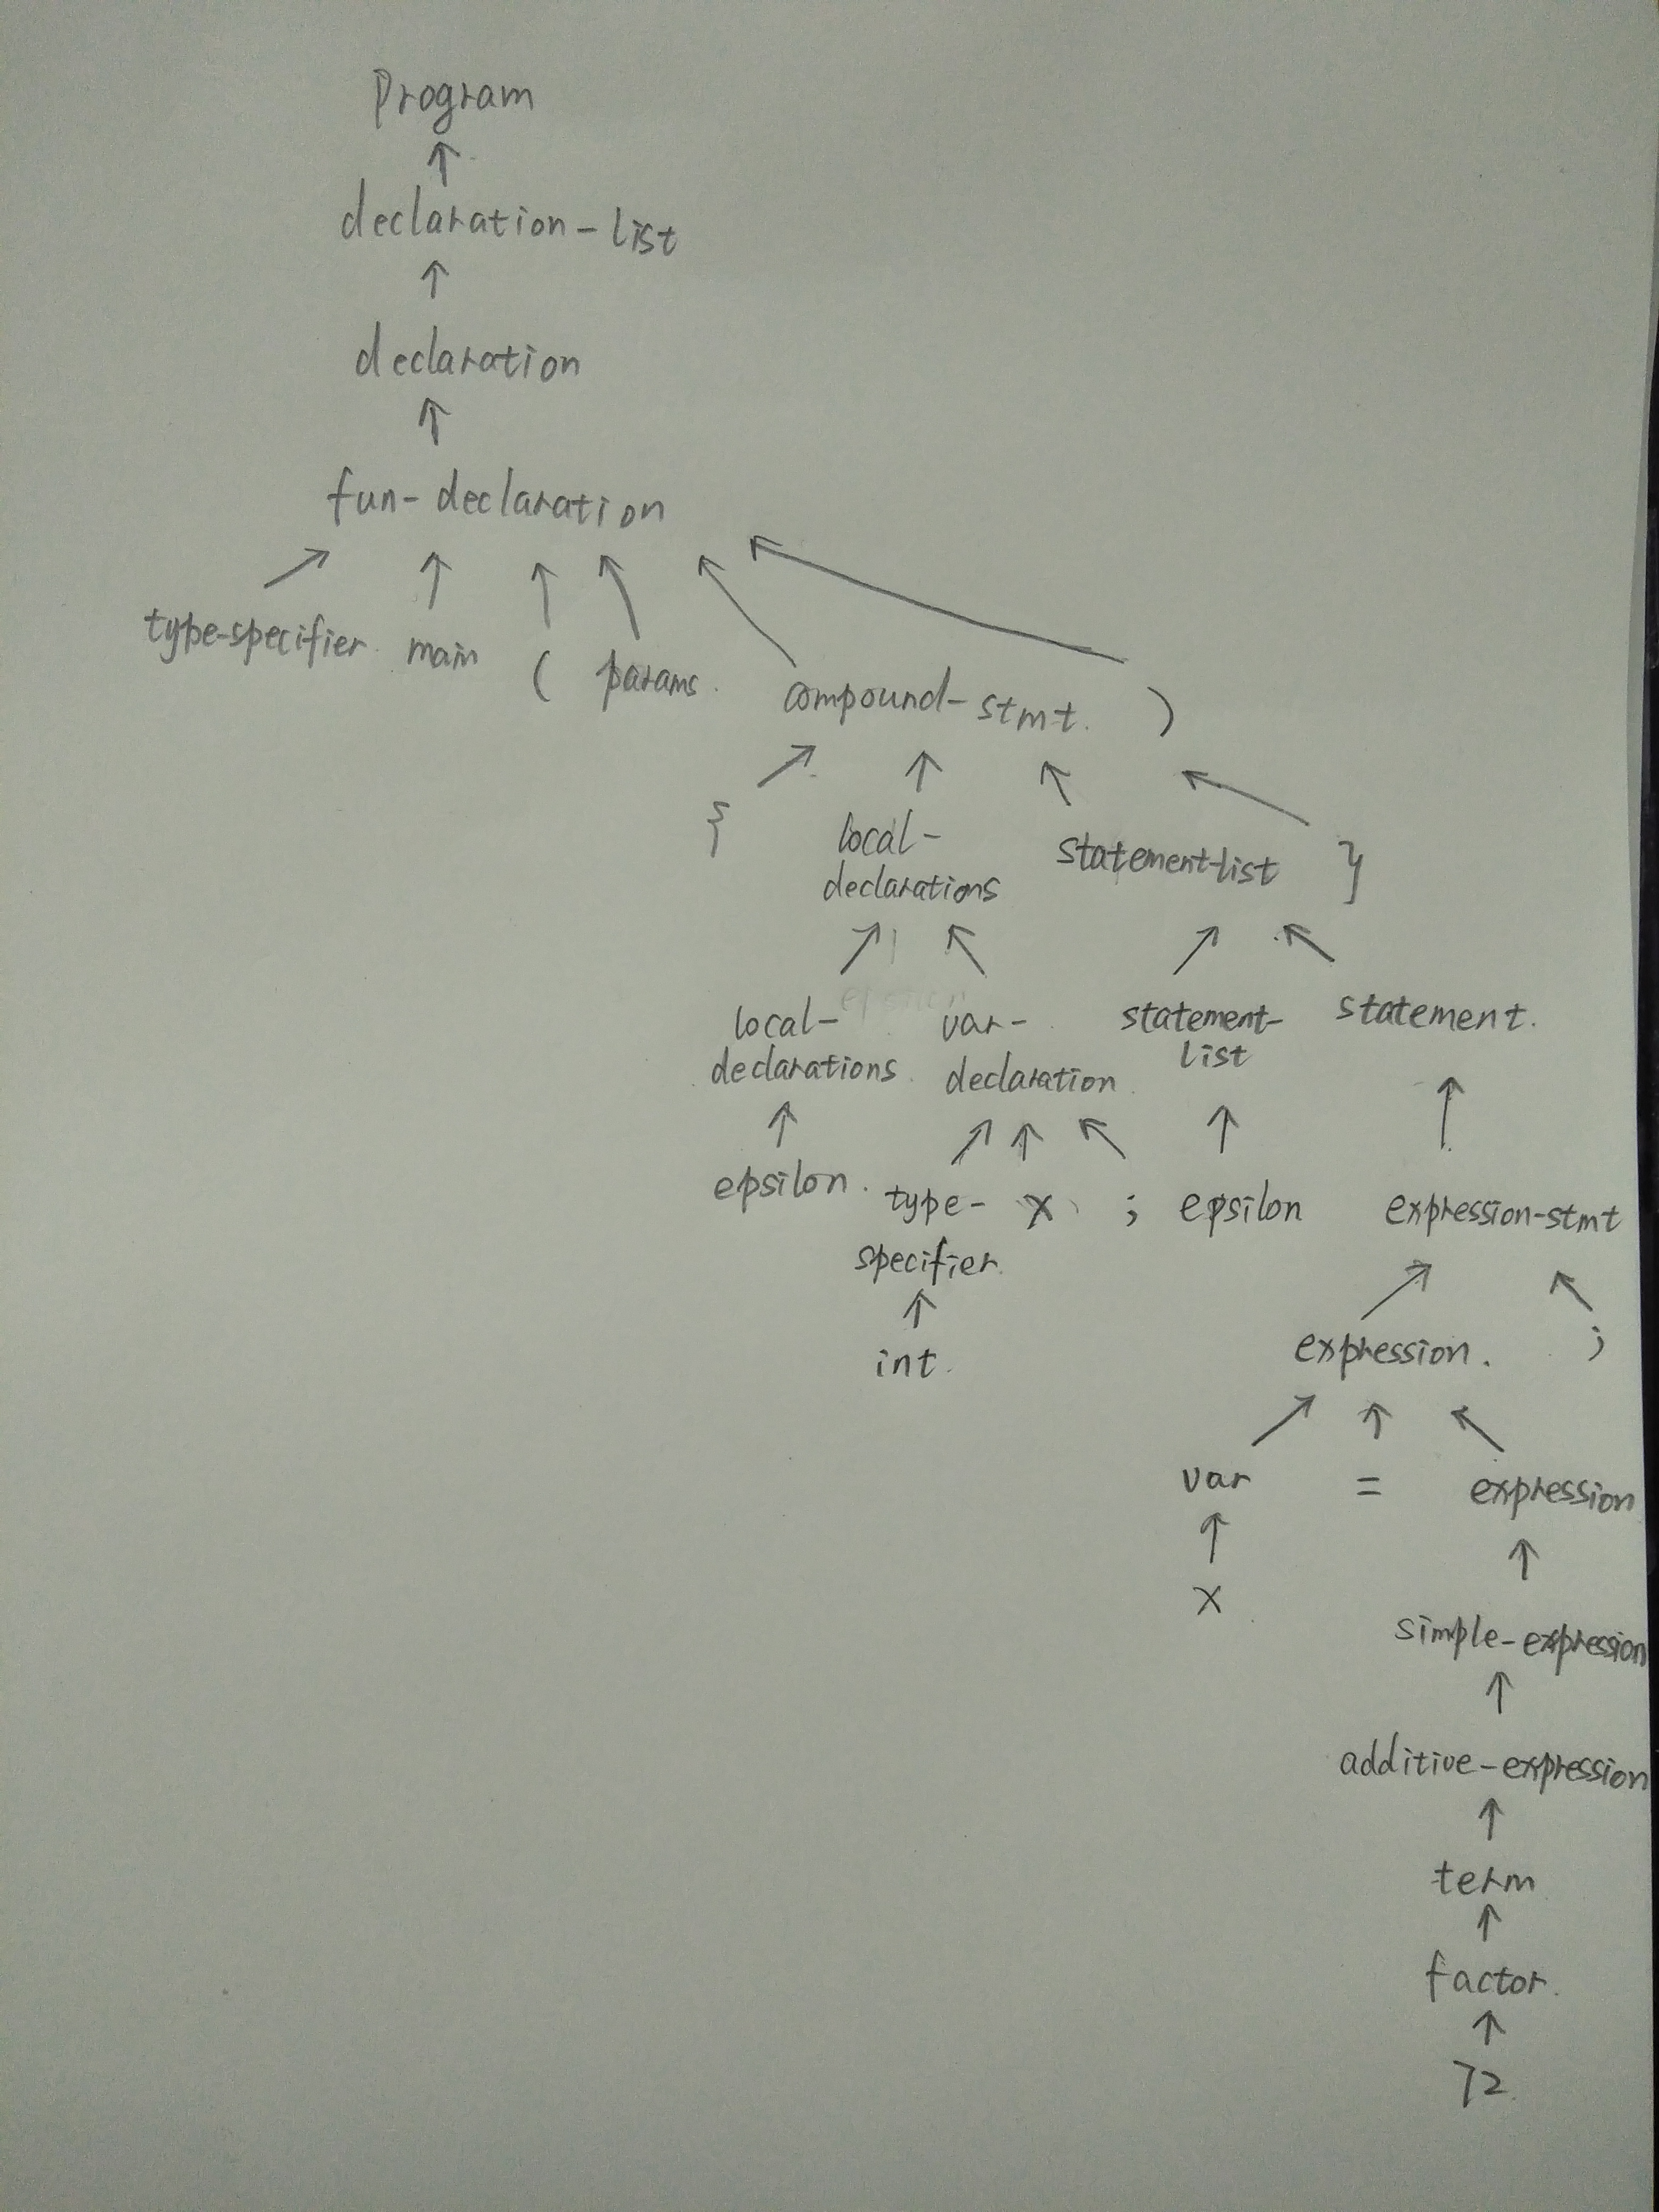 Program
declaration-list
declaration
fun-declaration
type-specifier main ( params. compound-stmt. )
{ local- statement-list }
declarations
local- var- statement- statement.
declarations. declaration list
epsilon. type- x ; epsilon expression-stmt
specifier.
int. expression. ;
var = expression
x
simple-expression
additive-expression
term
factor.
72